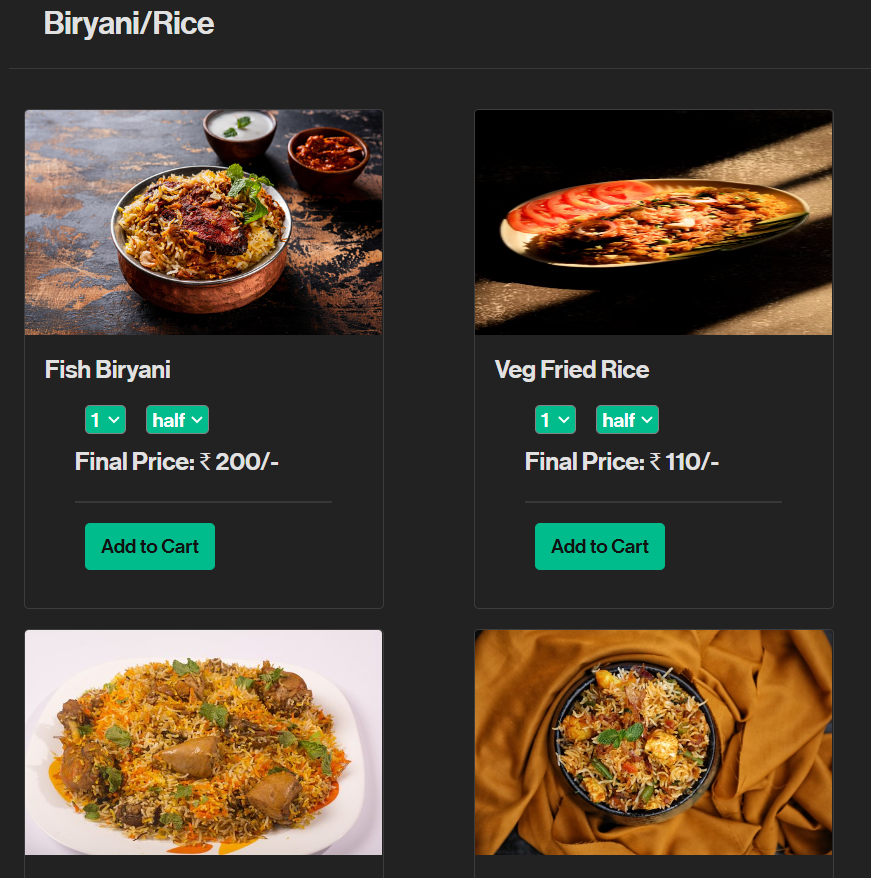 Biryani/Rice
Fish Biryani
1 half
Final Price: ₹ 200/-
Add to Cart
Veg Fried Rice
1 half
Final Price: ₹ 110/-
Add to Cart